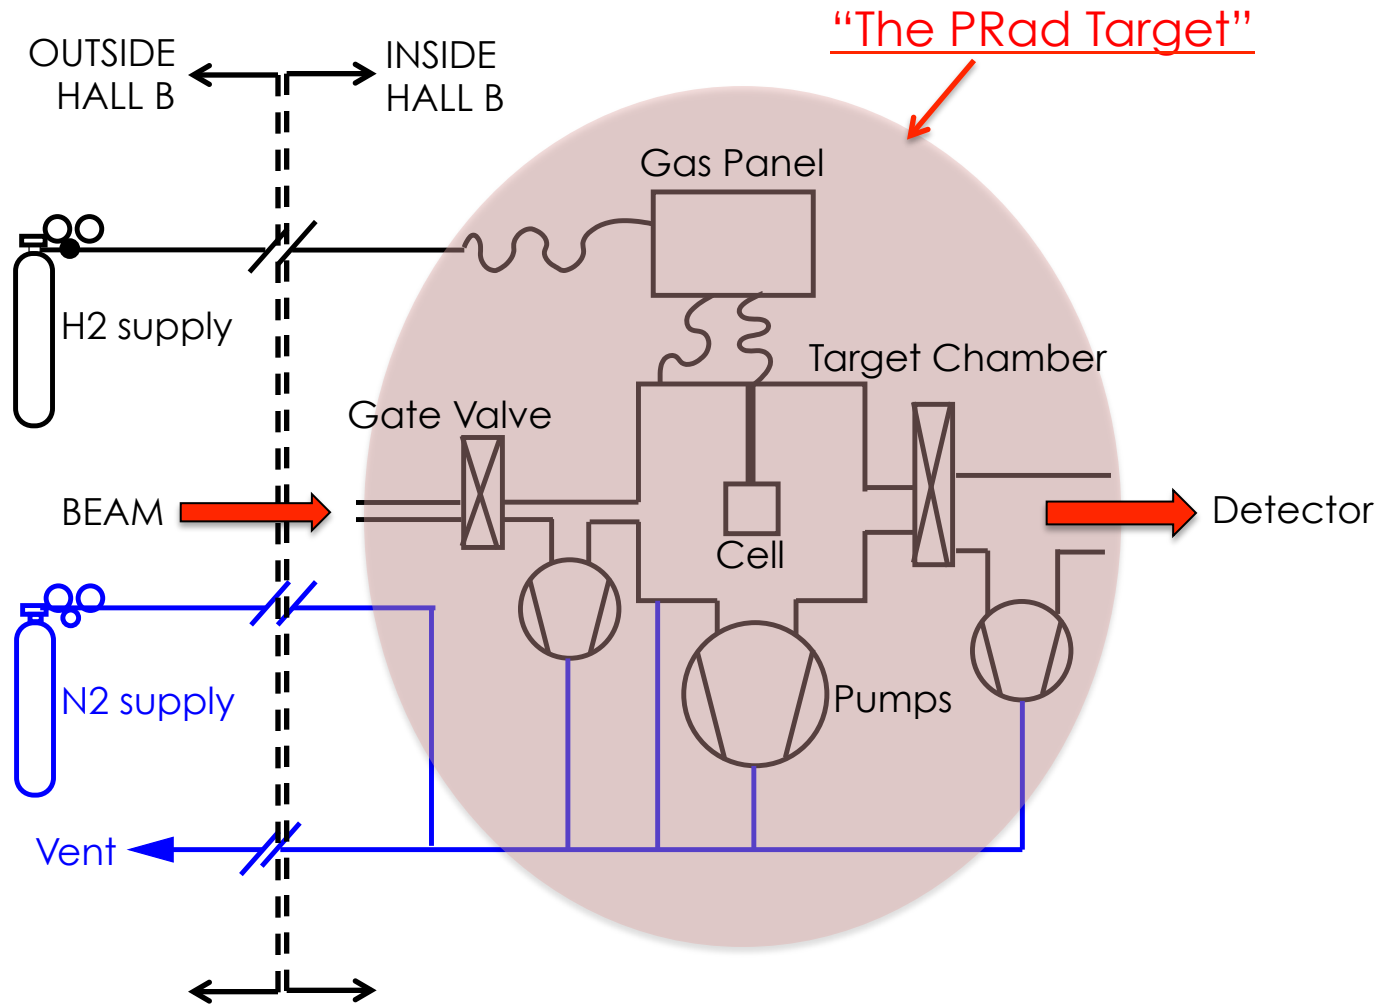 “The PRad Target”
OUTSIDE
HALL B
INSIDE
HALL B
Gas Panel
H2 supply
Target Chamber
Gate Valve
BEAM
Detector
Cell
N2 supply
Pumps
Vent